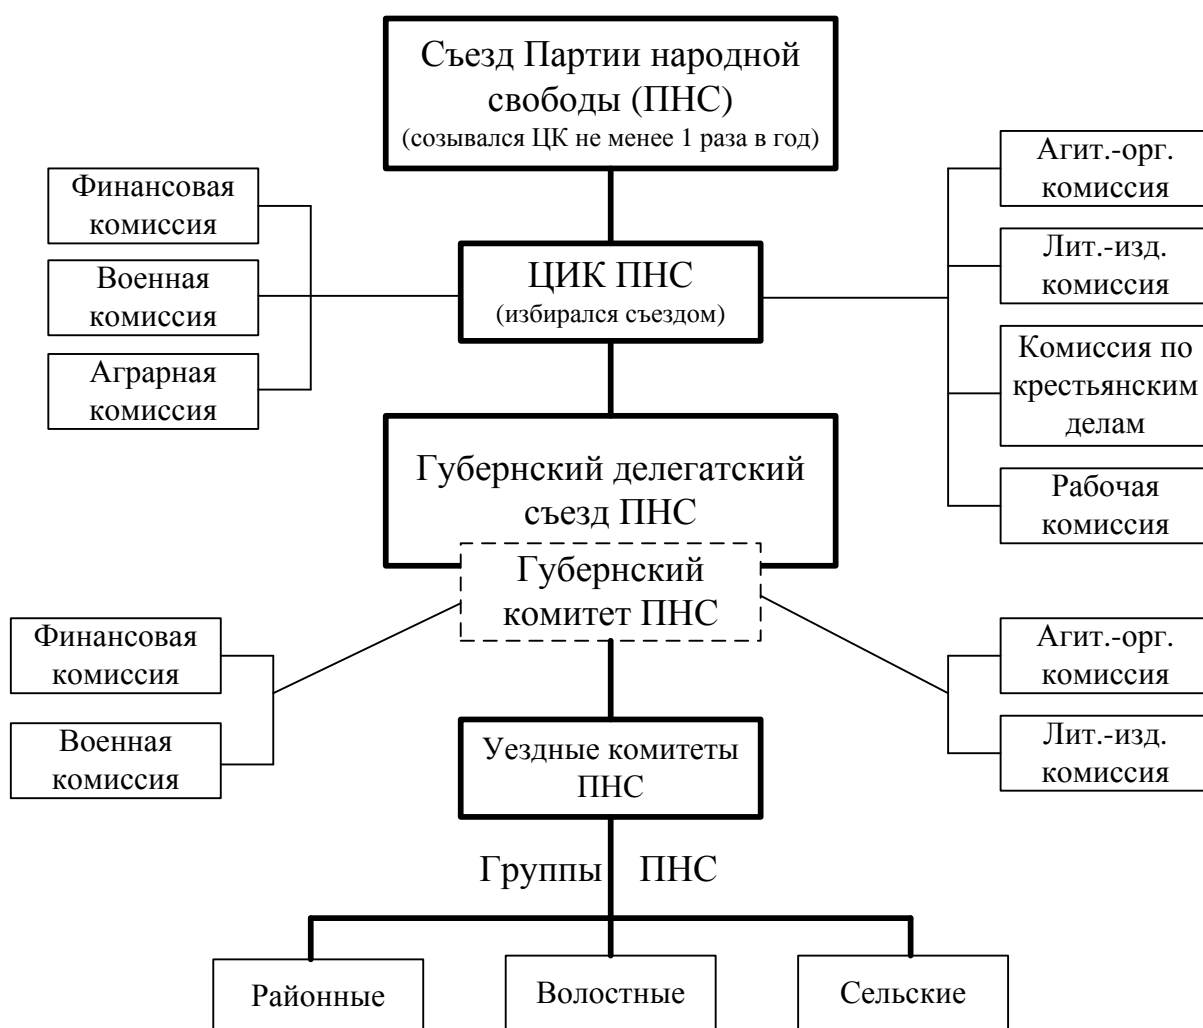 Съезд Партии народной
свободы (ПНС)
(созывался ЦК не менее 1 раза в год)
Финансовая
комиссия
Военная
комиссия
Аграрная
комиссия
ЦИК ПНС
(избирался съездом)
Агит.-орг.
комиссия
Лит.-изд.
комиссия
Комиссия по
крестьянским
делам
Рабочая
комиссия
Губернский делегатский
съезд ПНС
Губернский
комитет ПНС
Финансовая
комиссия
Военная
комиссия
Агит.-орг.
комиссия
Лит.-изд.
комиссия
Уездные комитеты
ПНС
Группы ПНС
Районные
Волостные
Сельские